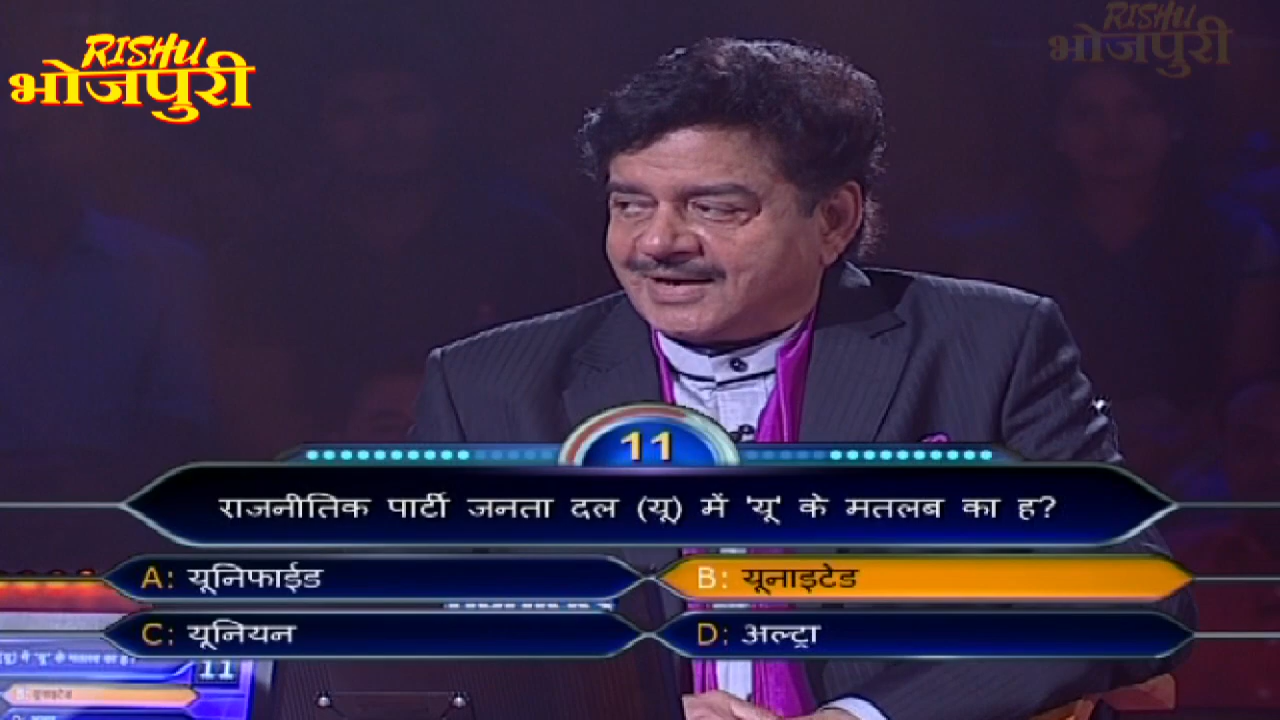 RISHU
भोजपुरी
RISHU
भोजपुरी
11
राजनीतिक पार्टी जनता दल (यू) में 'यू' के मतलब का ह?
A: यूनिफाईड
B: यूनाइटेड
C: यूनियन
D: अल्ट्रा
11